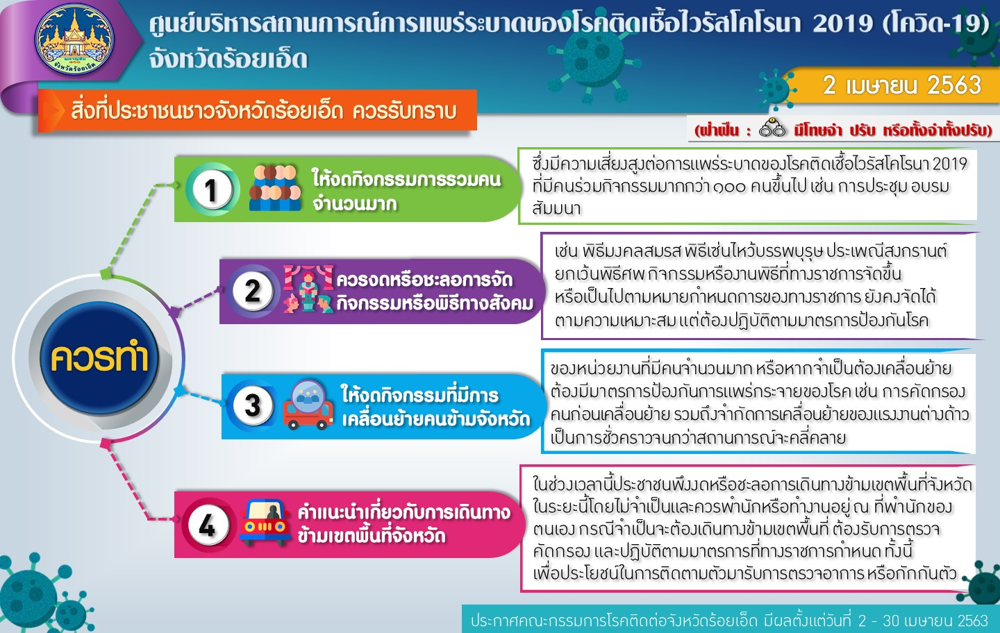 ศูนย์บริหารสถานการณ์การแพร่ระบาดของโรคติดเชื้อไวรัสโคโรนา 2019 (โควิด-19)
จังหวัดร้อยเอ็ด
จังหวัดร้อยเอ็ด
2 เมษายน 2563
สิ่งที่ประชาชนชาวจังหวัดร้อยเอ็ด ควรรับทราบ
(ฝ่าฝืน : มีโทษจำ ปรับ หรือทั้งจำทั้งปรับ)
ควรทำ
1
ให้งดกิจกรรมการรวมคน
จำนวนมาก
ซึ่งมีความเสี่ยงสูงต่อการแพร่ระบาดของโรคติดเชื้อไวรัสโคโรนา 2019
ที่มีคนร่วมกิจกรรมมากกว่า ๑๐๐ คนขึ้นไป เช่น การประชุม อบรม
สัมมนา
2
ควรงดหรือชะลอการจัด
กิจกรรมหรือพิธีทางสังคม
เช่น พิธีมงคลสมรส พิธีเซ่นไหว้บรรพบุรุษ ประเพณีสงกรานต์
ยกเว้นพิธีศพ กิจกรรมหรืองานพิธีที่ทางราชการจัดขึ้น
หรือเป็นไปตามหมายกำหนดการของทางราชการ ยังคงจัดได้
ตามความเหมาะสม แต่ต้องปฏิบัติตามมาตรการป้องกันโรค
3
ให้งดกิจกรรมที่มีการ
เคลื่อนย้ายคนข้ามจังหวัด
ของหน่วยงานที่มีคนจำนวนมาก หรือหากจำเป็นต้องเคลื่อนย้าย
ต้องมีมาตรการป้องกันการแพร่กระจายของโรค เช่น การคัดกรอง
คนก่อนเคลื่อนย้าย รวมถึงจำกัดการเคลื่อนย้ายของแรงงานต่างด้าว
เป็นการชั่วคราวจนกว่าสถานการณ์จะคลี่คลาย
4
คำแนะนำเกี่ยวกับการเดินทาง
ข้ามเขตพื้นที่จังหวัด
ในช่วงเวลานี้ประชาชนพึงงดหรือชะลอการเดินทางข้ามเขตพื้นที่จังหวัด
ในระยะนี้โดยไม่จำเป็นและควรพำนักหรือทำงานอยู่ ณ ที่พำนักของ
ตนเอง กรณีจำเป็นจะต้องเดินทางข้ามเขตพื้นที่ ต้องรับการตรวจ
คัดกรอง และปฏิบัติตามมาตรการที่ทางราชการกำหนด ทั้งนี้
เพื่อประโยชน์ในการติดตามตัวมารับการตรวจอาการ หรือกักกันตัว
ประกาศคณะกรรมการโรคติดต่อจังหวัดร้อยเอ็ด มีผลตั้งแต่วันที่ 2 - 30 เมษายน 2563